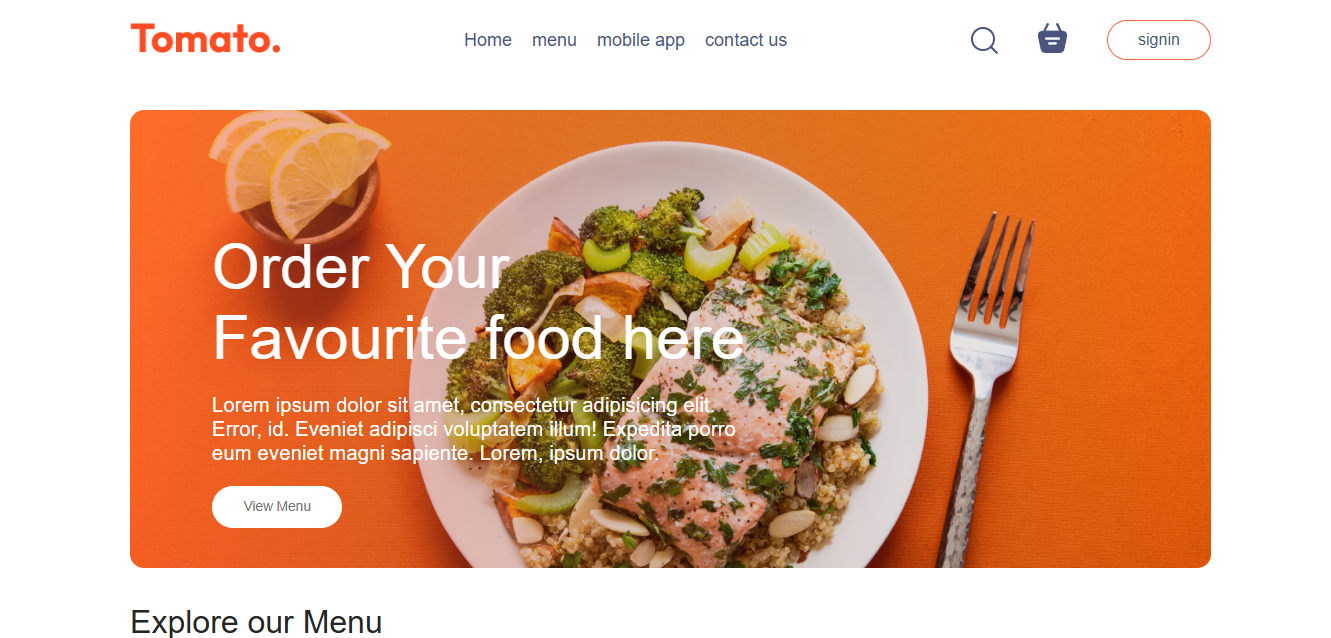 Tomato.
Home menu mobile app contact us
signin
Order Your
Favourite food here
Lorem ipsum dolor sit amet, consectetur adipisicing elit.
Error, id. Eveniet adipisci voluptatem illum! Expedita porro
eum eveniet magni sapiente. Lorem, ipsum dolor.
View Menu
Explore our Menu